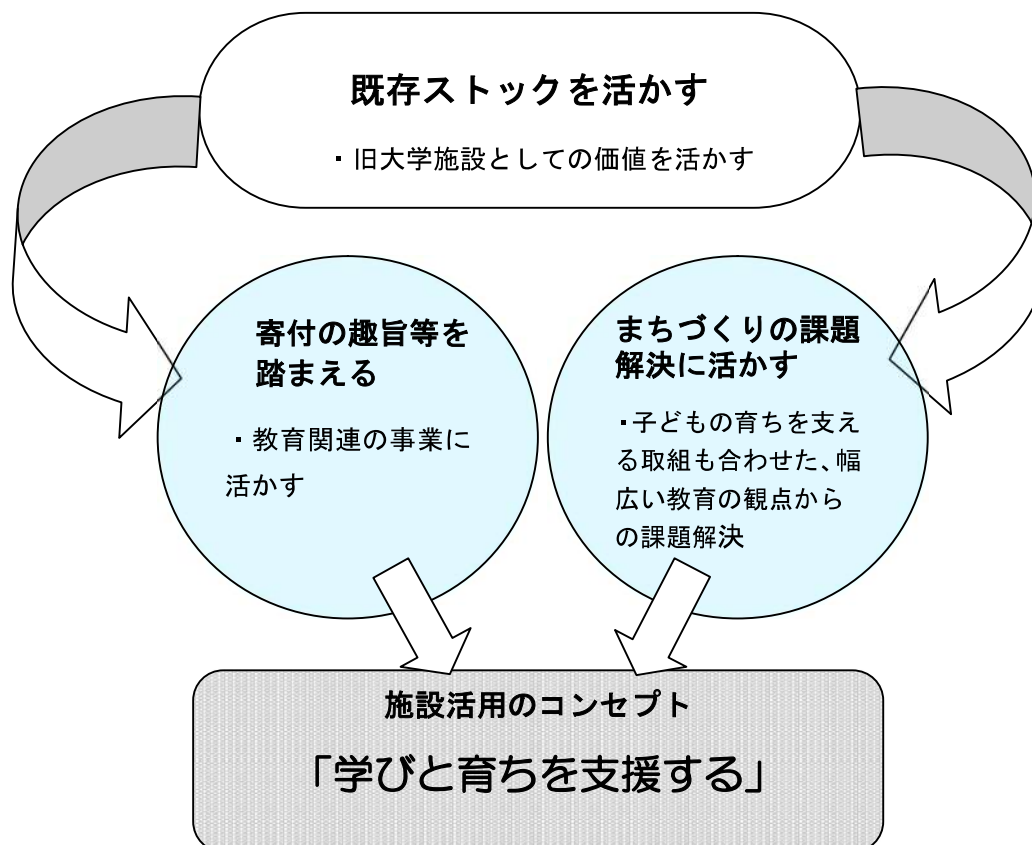 既存ストックを活かす
・旧大学施設としての価値を活かす
寄付の趣旨等を
踏まえる
・教育関連の事業に
活かす
まちづくりの課題
解決に活かす
・子どもの育ちを支え
る取組も合わせた、幅
広い教育の観点から
の課題解決
施設活用のコンセプト
「学びと育ちを支援する」